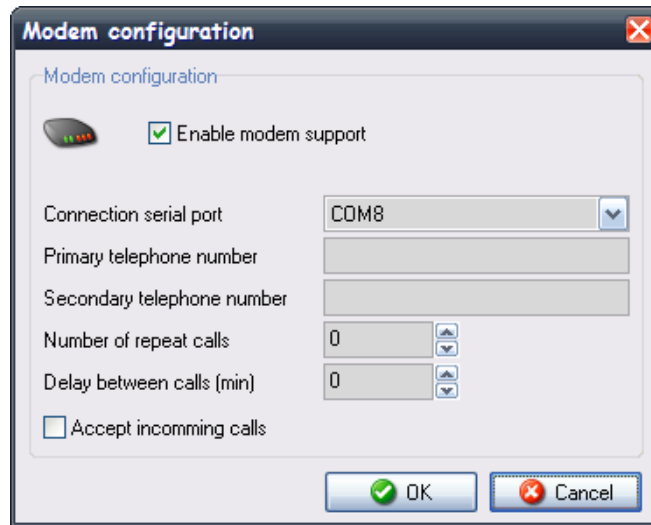 Modem configuration
Modem configuration
Enable modem support
Connection serial port COM8
Primary telephone number
Secondary telephone number
Number of repeat calls 0
Delay between calls (min) 0
Accept incomming calls
OK Cancel